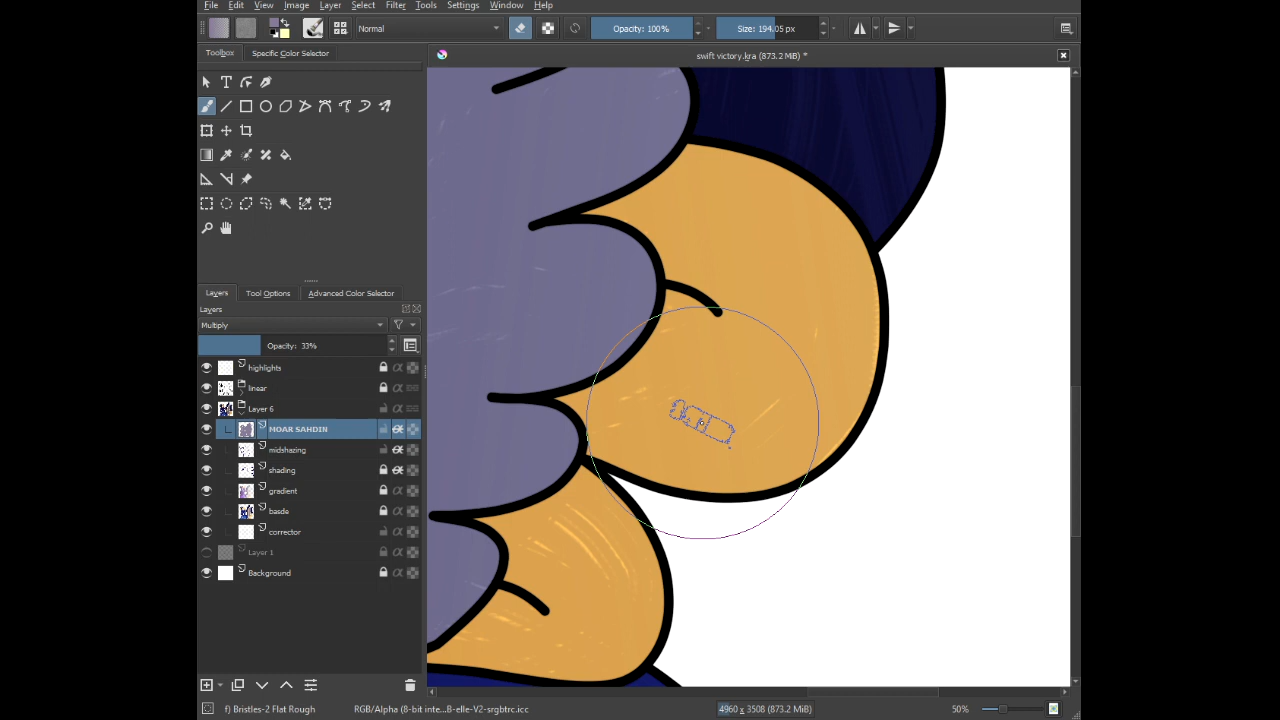 File Edit View Image Layer Select Filter Tools Settings Window Help
Normal Opacity: 100% Size: 194.05 px
Toolbox Specific Color Selector
swift victory.kra (873.2 MiB) *
Layers Tool Options Advanced Color Selector
Layers
Multiply
Opacity: 33%
highlights
linear
Layer 6
MOAR SAHDIN
midshazing
shading
gradient
basde
corrector
Layer 1
Background
f) Bristles-2 Flat Rough RGB/Alpha (8-bit inte...B-elle-V2-srgbtrc.icc 4960 x 3508 (873.2 MiB) 50%